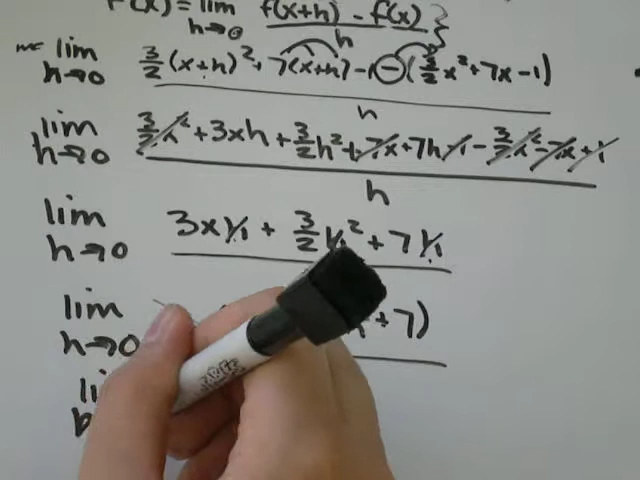 F'(x) = lim h→0 f(x+h) - f(x) / h
lim h→0 3/2 (x+h)² + 7(x+h) - 1 - (3/2 x² + 7x - 1) / h
lim h→0 3/2 x² + 3xh + 3/2 h² + 7x + 7h - 1 - 3/2 x² - 7x + 1 / h
lim h→0 3xh + 3/2 h² + 7h
lim h→0 + 7)
li